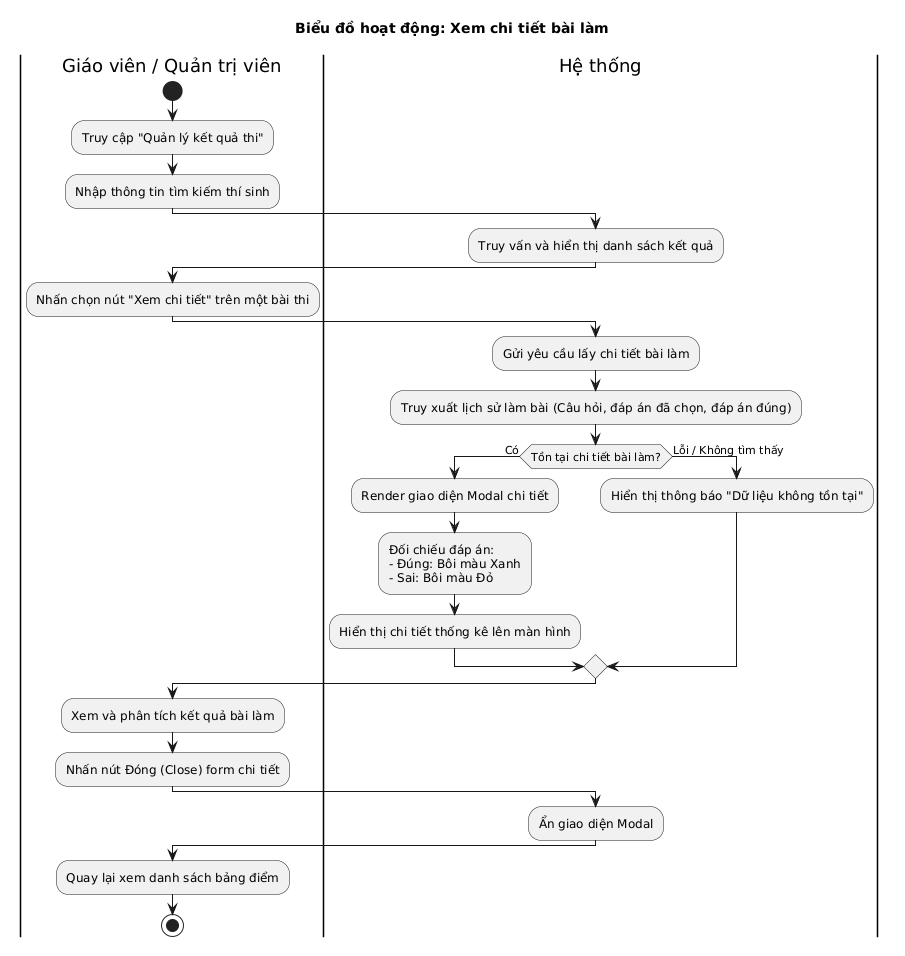 Biểu đồ hoạt động: Xem chi tiết bài làm
Giáo viên / Quản trị viên
Hệ thống
Truy cập "Quản lý kết quả thi"
Nhập thông tin tìm kiếm thí sinh
Truy vấn và hiển thị danh sách kết quả
Nhấn chọn nút "Xem chi tiết" trên một bài thi
Gửi yêu cầu lấy chi tiết bài làm
Truy xuất lịch sử làm bài (Câu hỏi, đáp án đã chọn, đáp án đúng)
Có
Tồn tại chi tiết bài làm?
Lỗi / Không tìm thấy
Render giao diện Modal chi tiết
Hiển thị thông báo "Dữ liệu không tồn tại"
Đối chiếu đáp án:
- Đúng: Bôi màu Xanh
- Sai: Bôi màu Đỏ
Hiển thị chi tiết thống kê lên màn hình
Xem và phân tích kết quả bài làm
Nhấn nút Đóng (Close) form chi tiết
Ẩn giao diện Modal
Quay lại xem danh sách bảng điểm